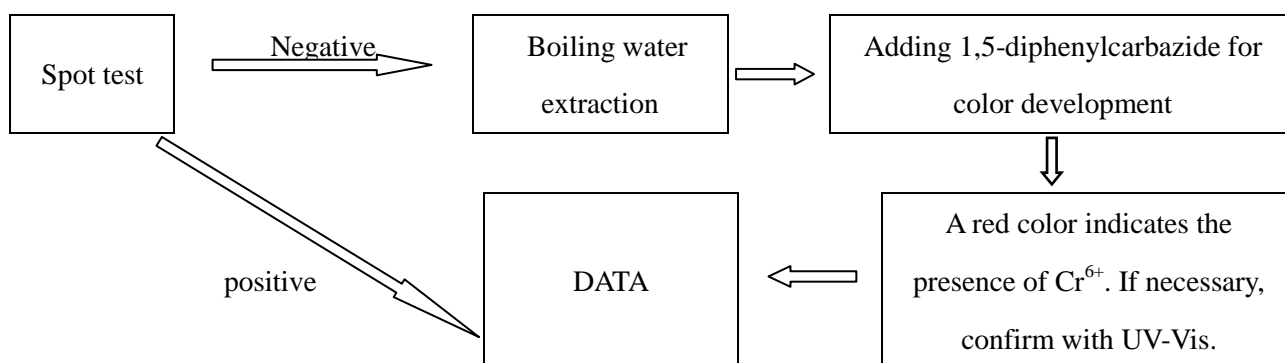 Spot test
Negative
Boiling water
extraction
Adding 1,5-diphenylcarbazide for
color development
A red color indicates the
presence of Cr⁶⁺. If necessary,
confirm with UV-Vis.
DATA
positive